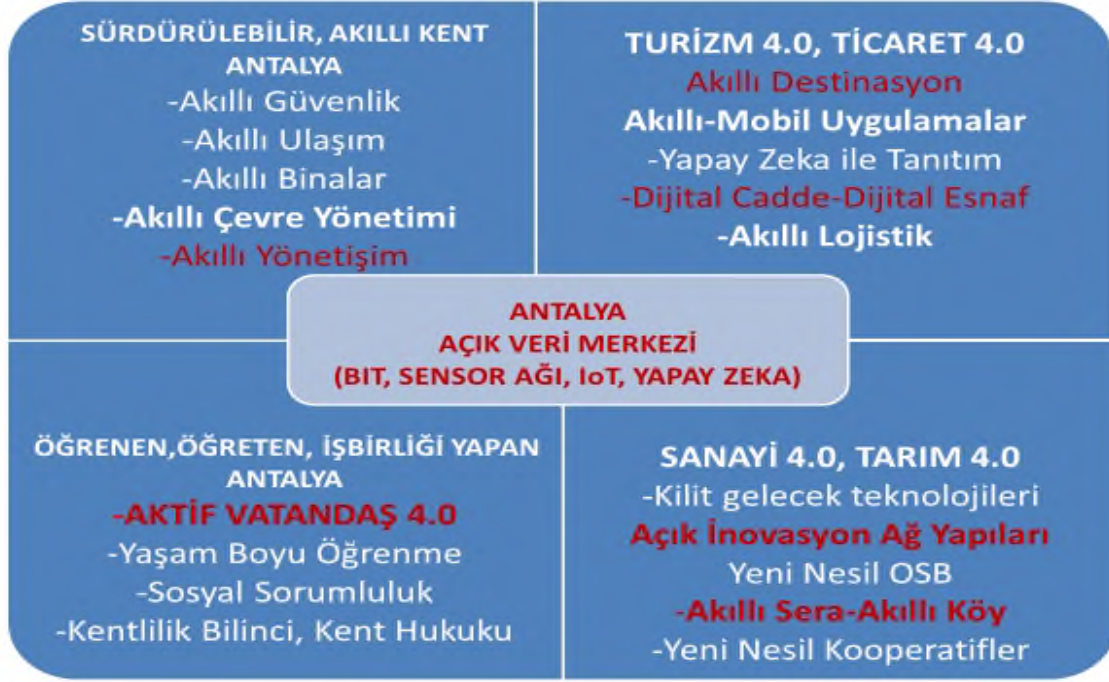 SÜRDÜRÜLEBİLİR, AKILLI KENT
ANTALYA
-Akıllı Güvenlik
-Akıllı Ulaşım
-Akıllı Binalar
-Akıllı Çevre Yönetimi
-Akıllı Yönetişim
TURİZM 4.0, TİCARET 4.0
Akıllı Destinasyon
Akıllı-Mobil Uygulamalar
-Yapay Zeka ile Tanıtım
-Dijital Cadde-Dijital Esnaf
-Akıllı Lojistik
ANTALYA
AÇIK VERİ MERKEZİ
(BIT, SENSOR AĞI, IoT, YAPAY ZEKA)
ÖĞRENEN,ÖĞRETEN, İŞBİRLİĞİ YAPAN
ANTALYA
-AKTİF VATANDAŞ 4.0
-Yaşam Boyu Öğrenme
-Sosyal Sorumluluk
-Kentlilik Bilinci, Kent Hukuku
SANAYİ 4.0, TARIM 4.0
-Kilit gelecek teknolojileri
Açık İnovasyon Ağ Yapıları
Yeni Nesil OSB
-Akıllı Sera-Akıllı Köy
-Yeni Nesil Kooperatifler